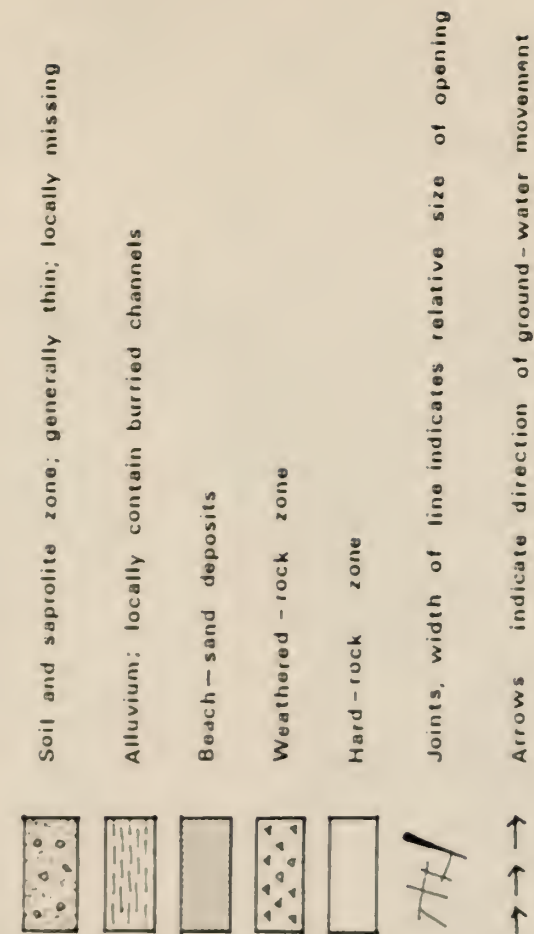 Soil and saprolite zone; generally thin; locally missing
Alluvium; locally contain burried channels
Beach-sand deposits
Weathered-rock zone
Hard-rock zone
Joints, width of line indicates relative size of opening
Arrows indicate direction of ground-water movement